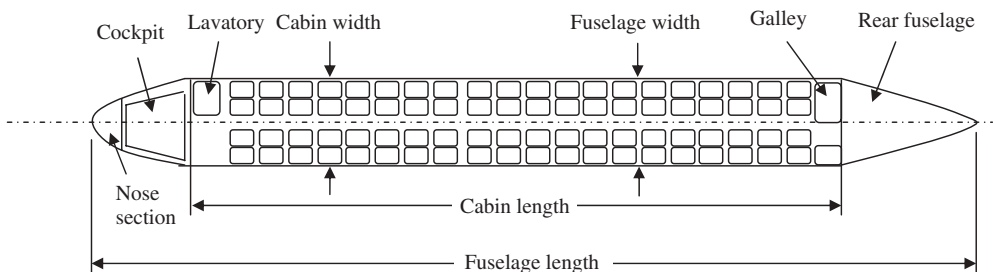 Lavatory
Cabin width
Fuselage width
Galley
Rear fuselage
Cockpit
Nose
section
Cabin length
Fuselage length